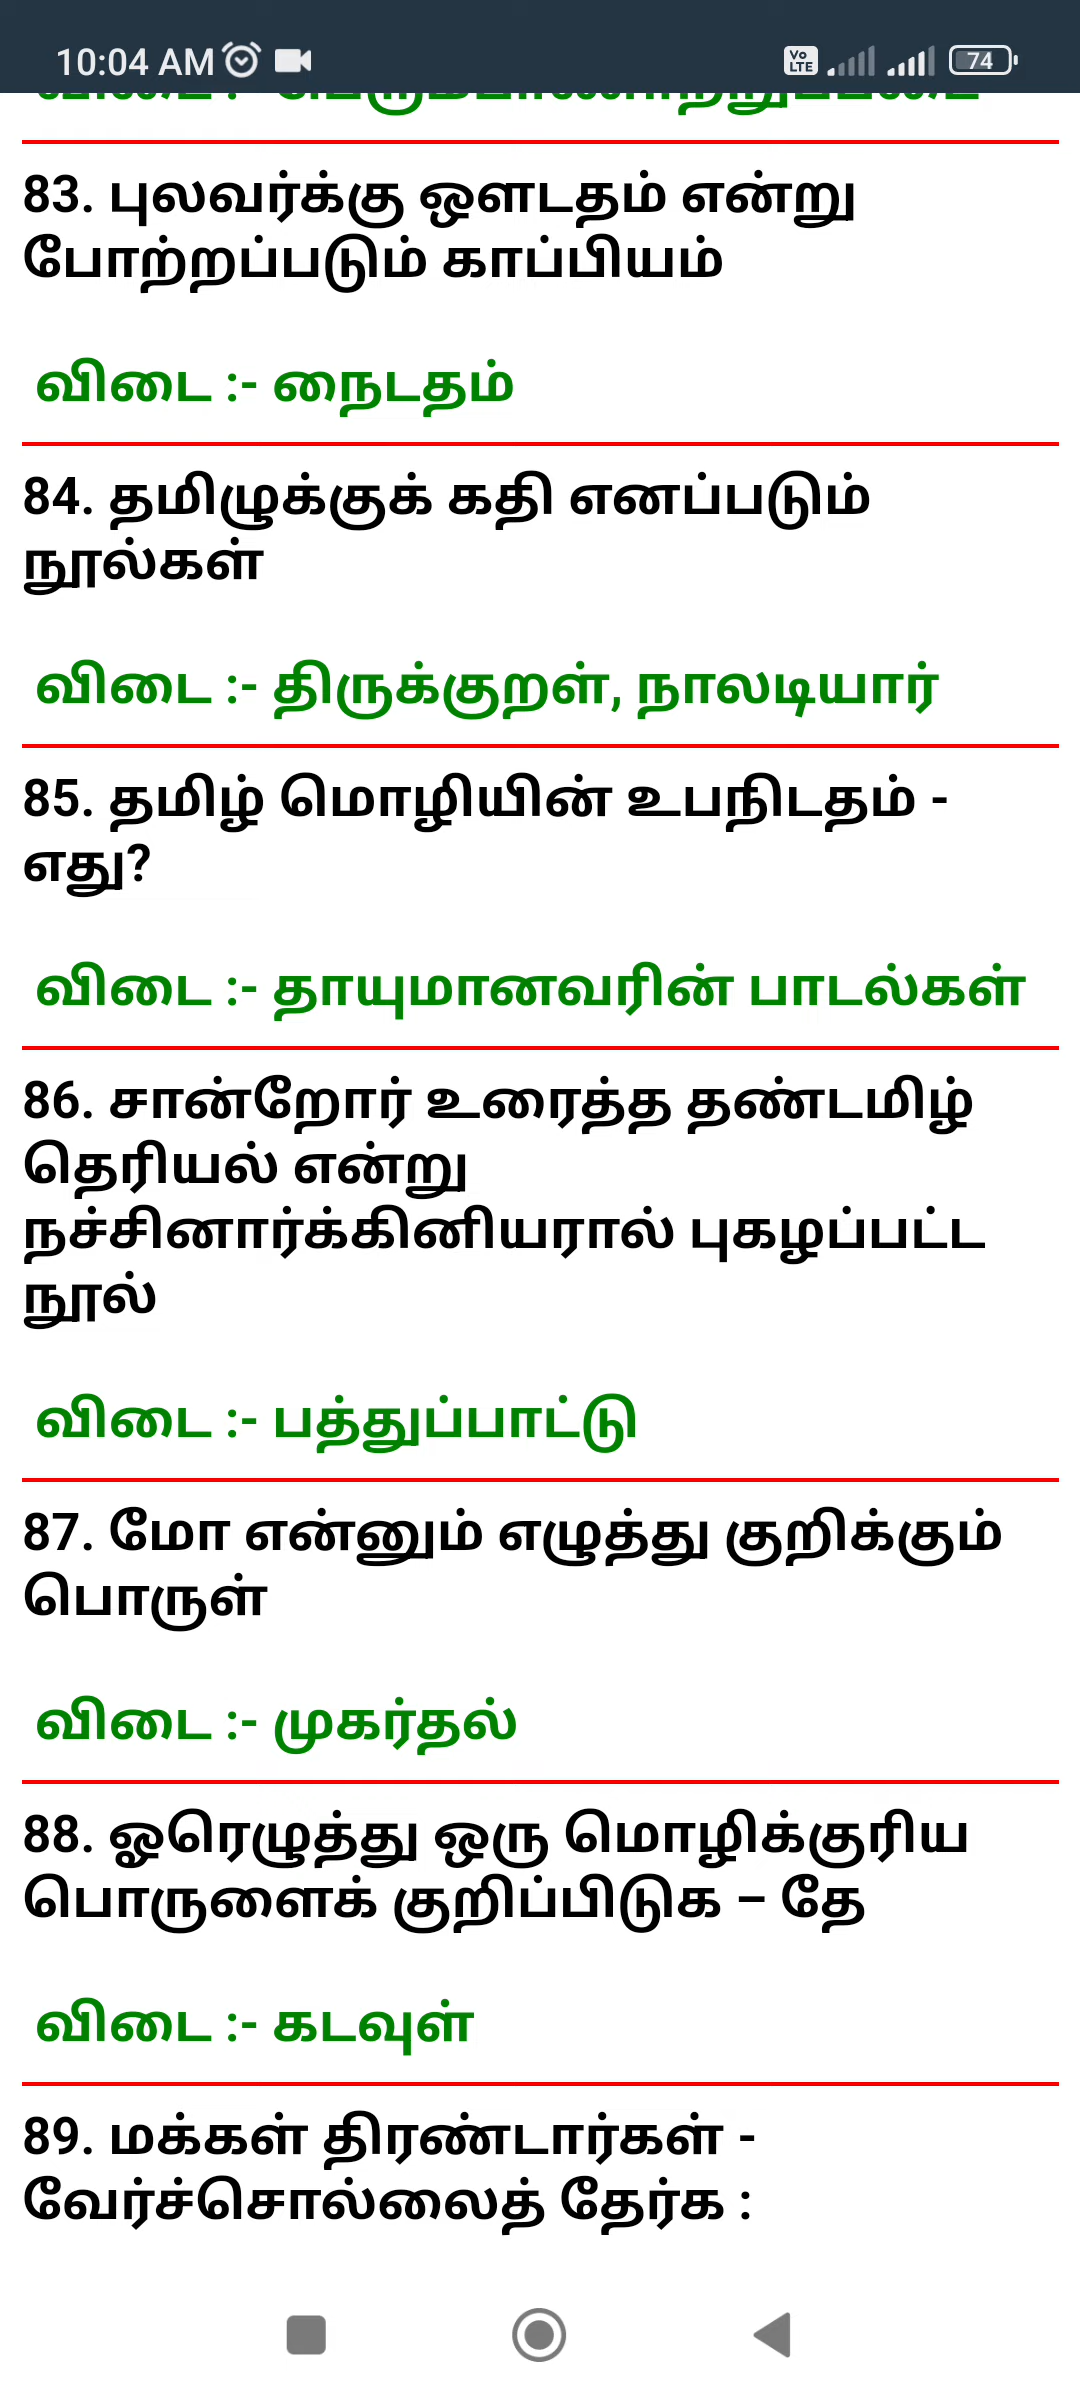 10:04 AM
Vo LTE
74
83. புலவர்க்கு ஔடதம் என்று
போற்றப்படும் காப்பியம்
விடை :- நைடதம்
84. தமிழுக்குக் கதி எனப்படும்
நூல்கள்
விடை :- திருக்குறள், நாலடியார்
85. தமிழ் மொழியின் உபநிடதம் -
எது?
விடை :- தாயுமானவரின் பாடல்கள்
86. சான்றோர் உரைத்த தண்டமிழ்
தெரியல் என்று
நச்சினார்க்கினியரால் புகழப்பட்ட
நூல்
விடை :- பத்துப்பாட்டு
87. மோ என்னும் எழுத்து குறிக்கும்
பொருள்
விடை :- முகர்தல்
88. ஓரெழுத்து ஒரு மொழிக்குரிய
பொருளைக் குறிப்பிடுக – தே
விடை :- கடவுள்
89. மக்கள் திரண்டார்கள் -
வேர்ச்சொல்லைத் தேர்க :